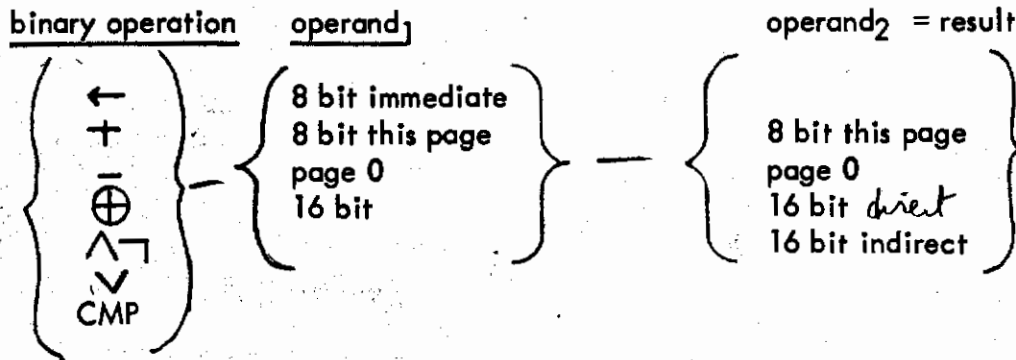 binary operation operand1 operand2 = result
←
+
−
⊕
∧¬
∨
CMP
8 bit immediate
8 bit this page
page 0
16 bit
8 bit this page
page 0
16 bit direct
16 bit indirect